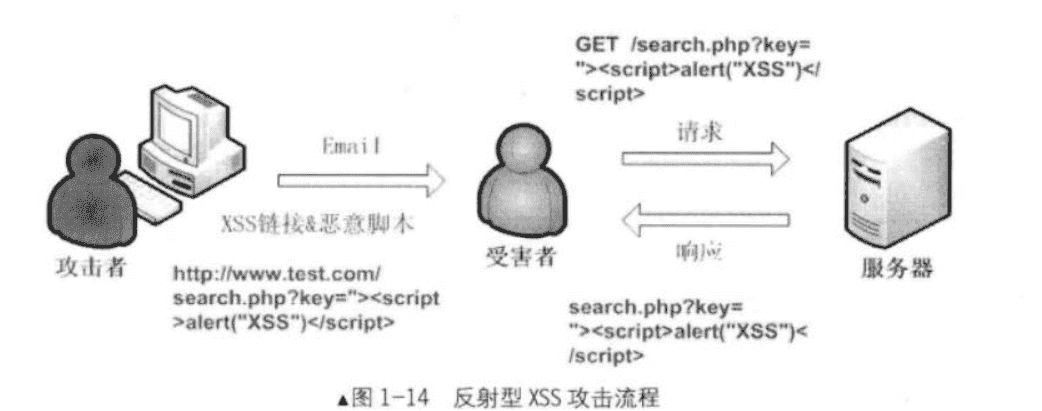 GET /search.php?key=
"><script>alert("XSS")</
script>
Email
请求
XSS链接&恶意脚本
响应
攻击者
受害者
服务器
http://www.test.com/
search.php?key="><script
>alert("XSS")</script>
search.php?key=
"><script>alert("XSS")<
/script>
▲图 1-14 反射型 XSS 攻击流程